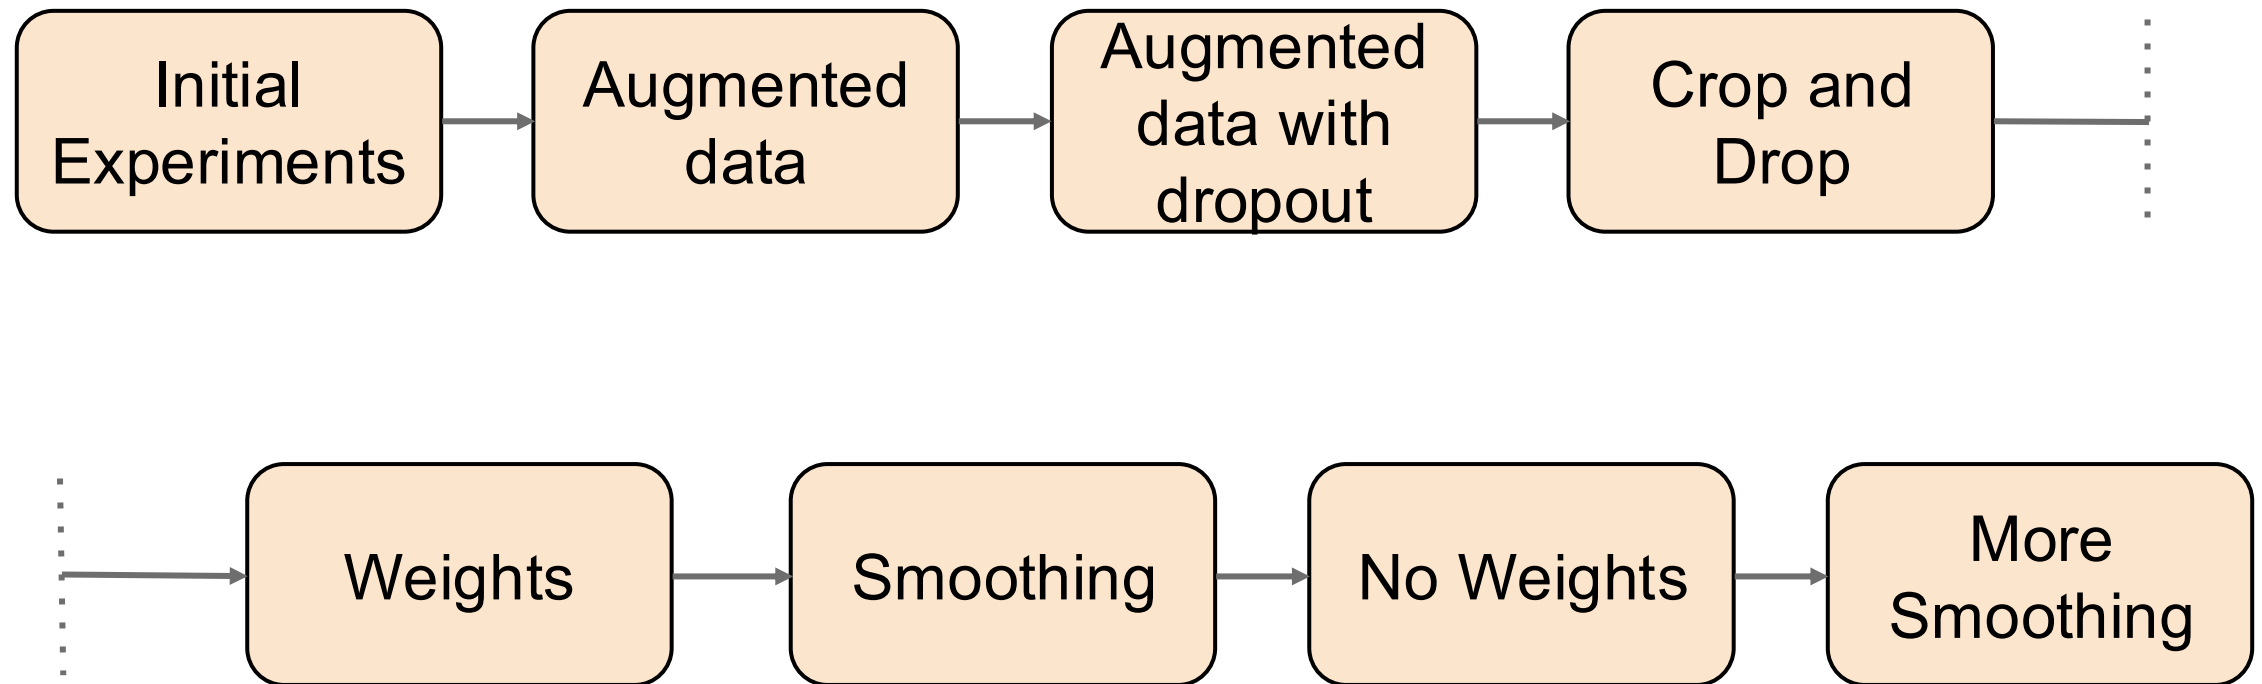 Initial
Experiments
Augmented
data
Augmented
data with
dropout
Crop and
Drop
Weights
Smoothing
No Weights
More
Smoothing